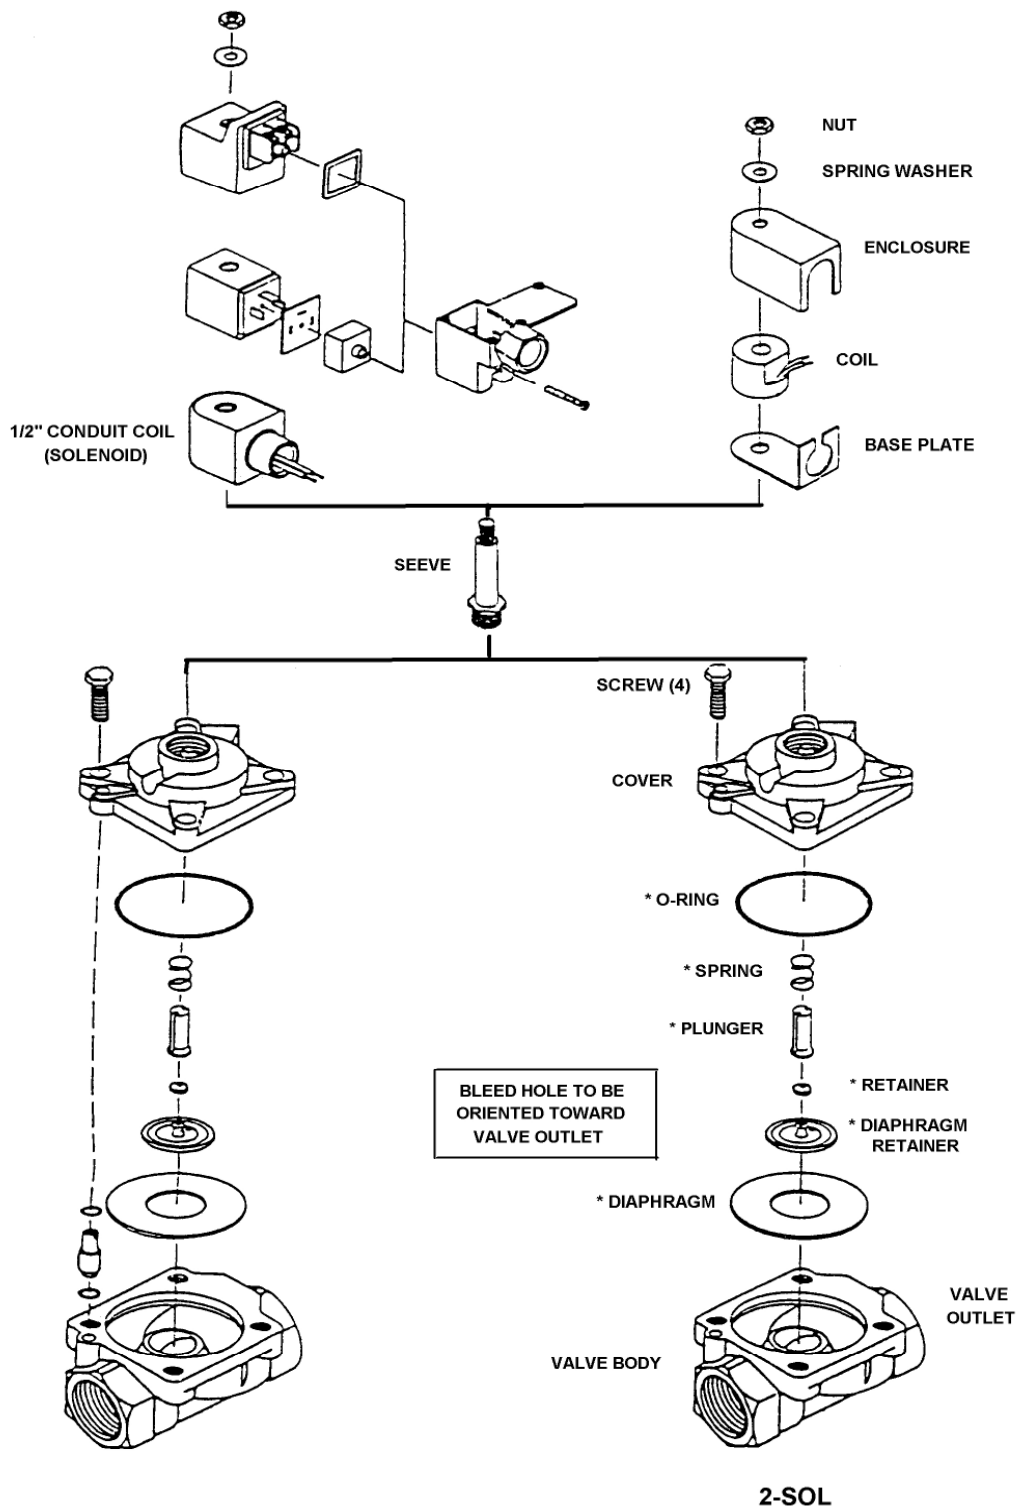 NUT
SPRING WASHER
ENCLOSURE
COIL
1/2" CONDUIT COIL
(SOLENOID)
BASE PLATE
SEEVE
SCREW (4)
COVER
* O-RING
* SPRING
* PLUNGER
BLEED HOLE TO BE
ORIENTED TOWARD
VALVE OUTLET
* RETAINER
* DIAPHRAGM
RETAINER
* DIAPHRAGM
VALVE
OUTLET
VALVE BODY
2-SOL